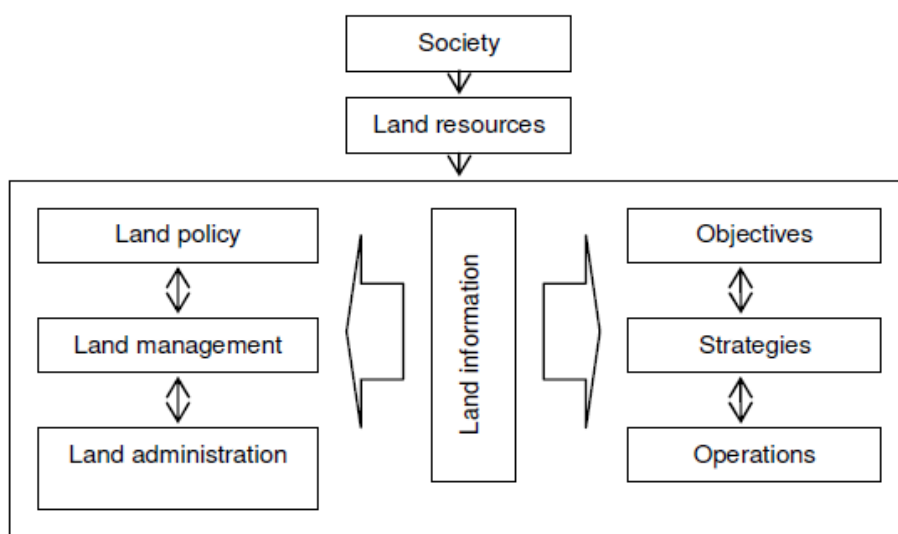 Society
Land resources
Land policy
Land management
Land administration
Land information
Objectives
Strategies
Operations